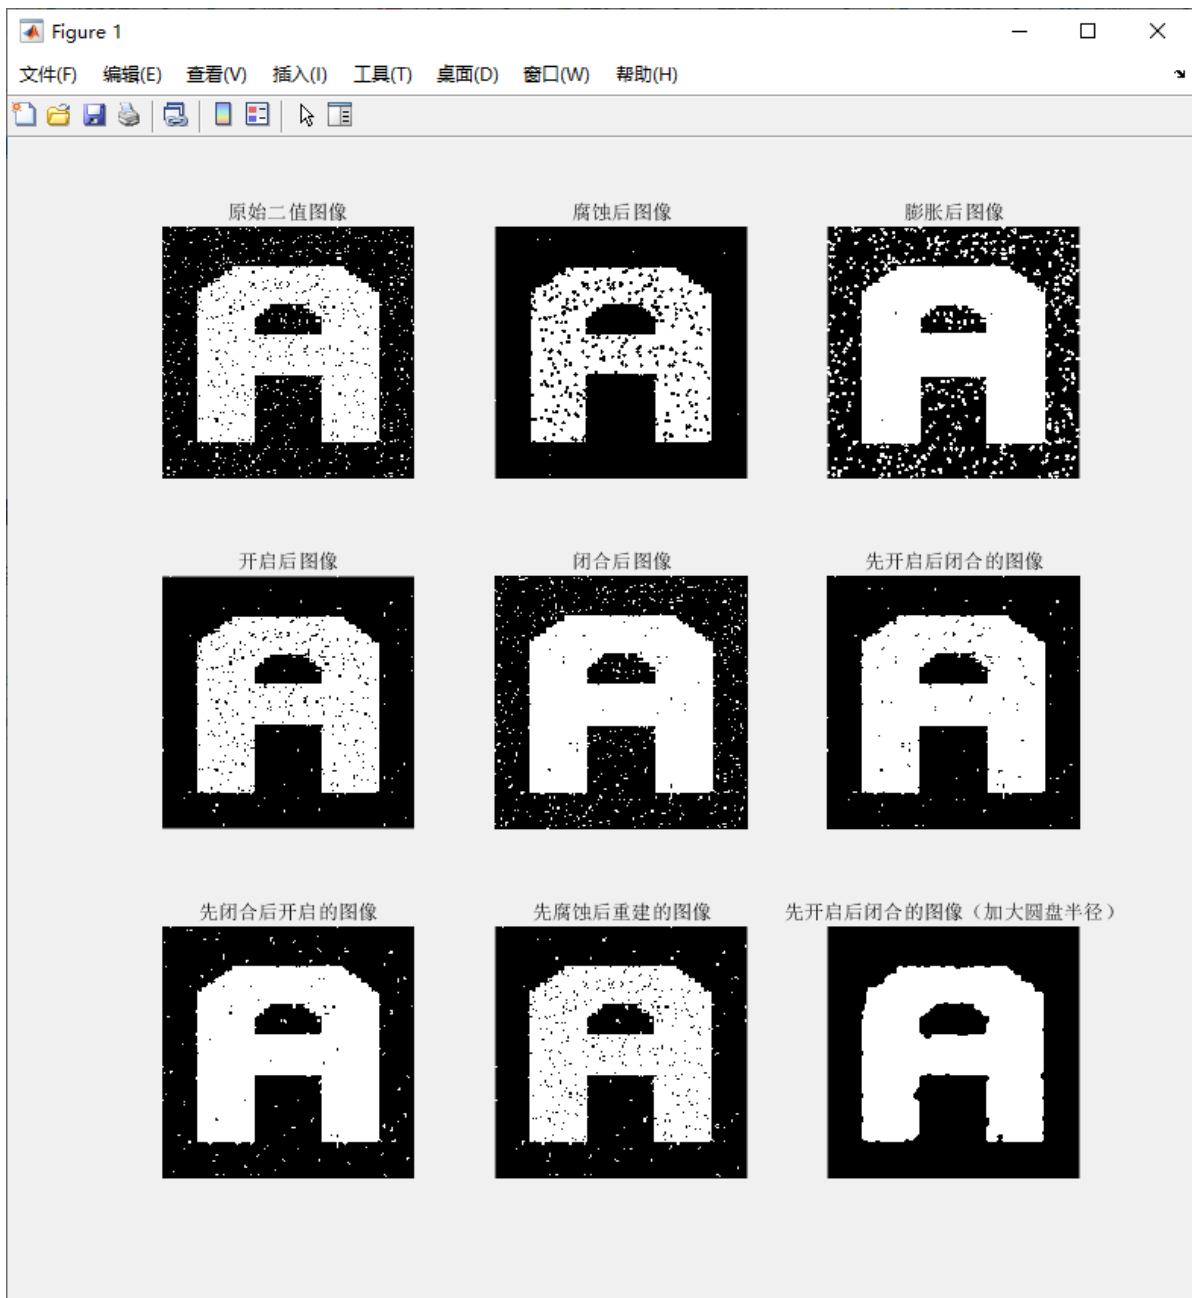 Figure 1
文件(F) 编辑(E) 查看(V) 插入(I) 工具(T) 桌面(D) 窗口(W) 帮助(H)
原始二值图像 腐蚀后图像 膨胀后图像
开启后图像 闭合后图像 先开启后闭合的图像
先闭合后开启的图像 先腐蚀后重建的图像 先开启后闭合的图像（加大圆盘半径）